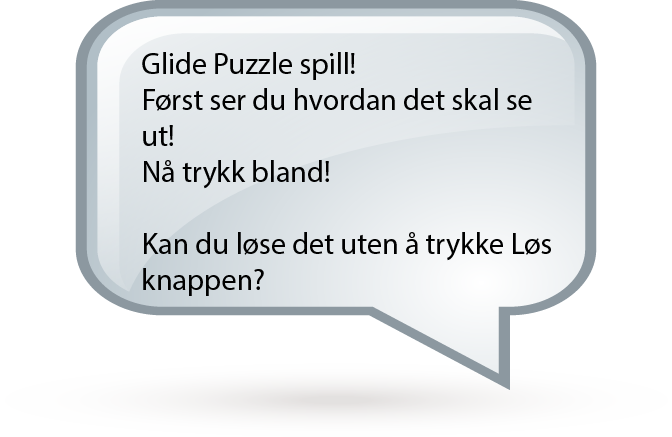 Glide Puzzle spill!
Først ser du hvordan det skal se
ut!
Nå trykk bland!
Kan du løse det uten å trykke Løs
knappen?